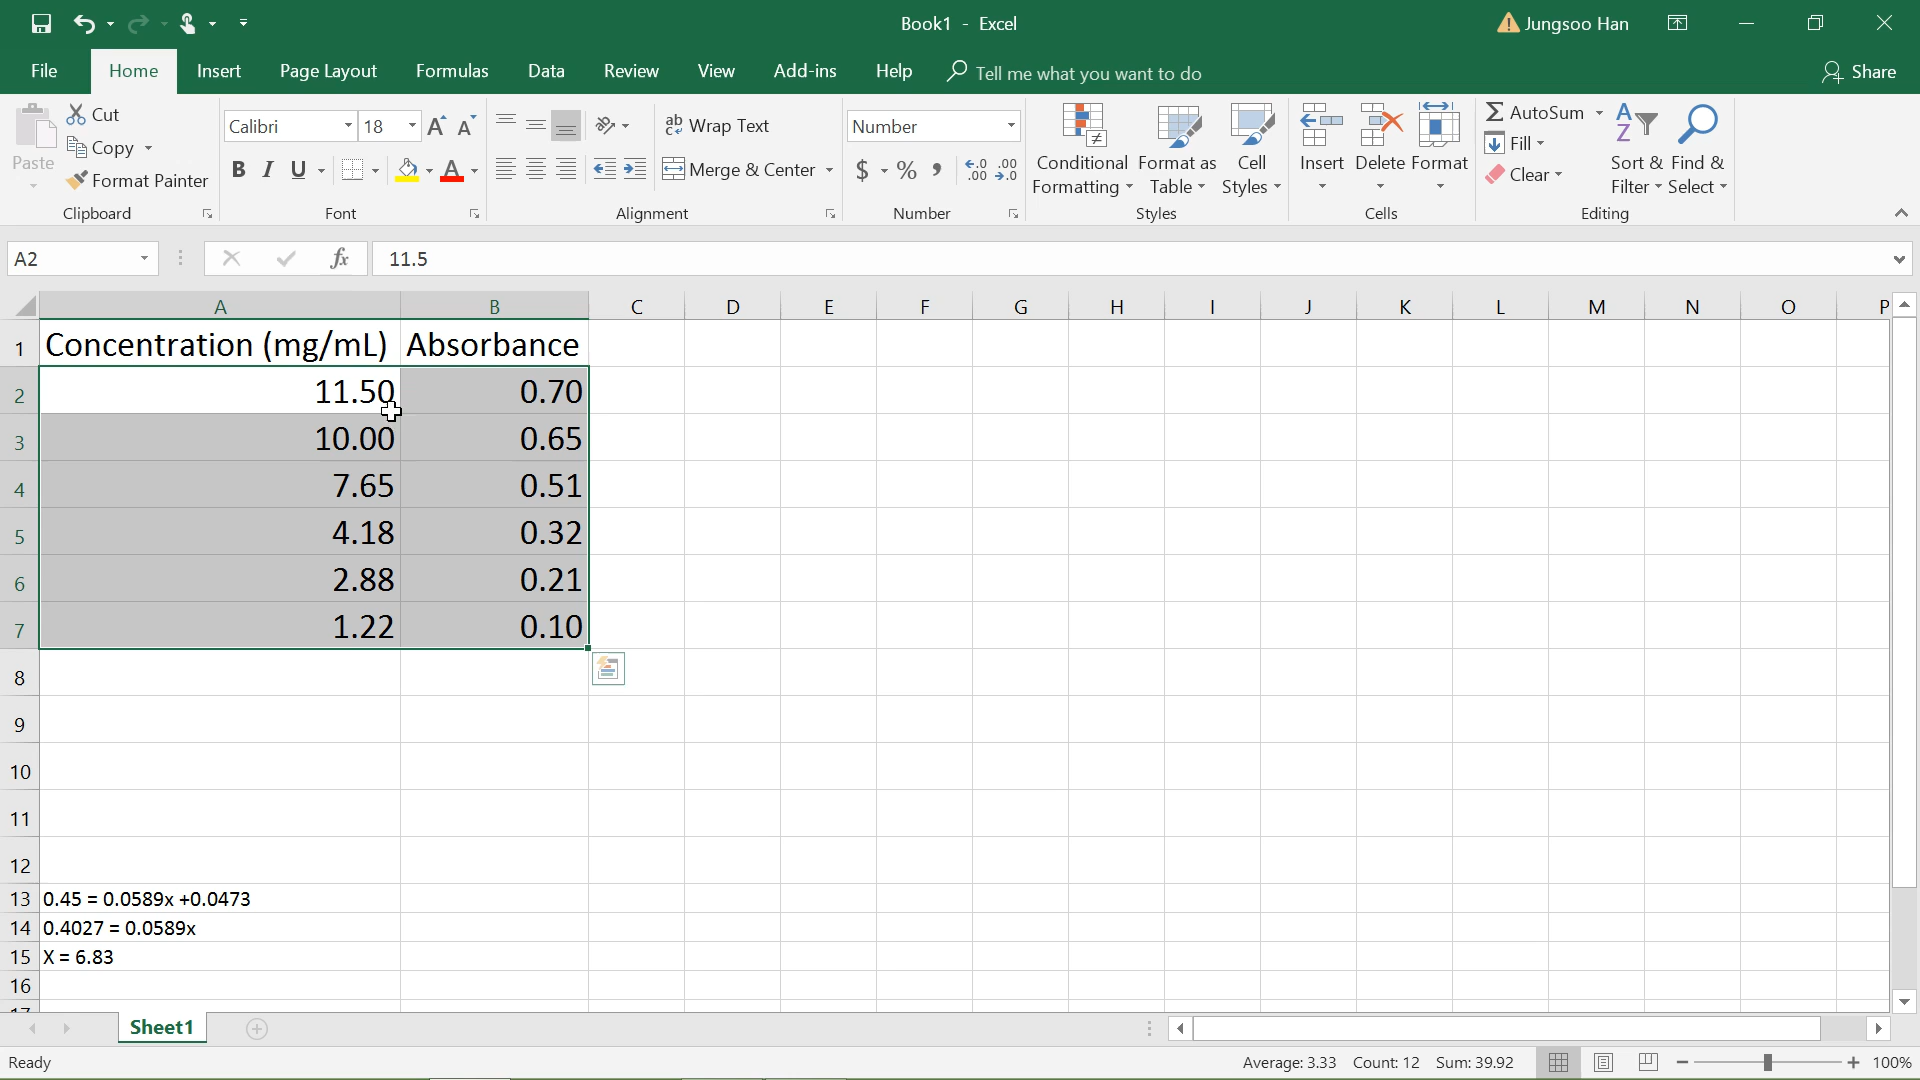 Book1 - Excel
Jungsoo Han
File Home Insert Page Layout Formulas Data Review View Add-ins Help Tell me what you want to do Share
Paste
Cut
Copy
Format Painter
Clipboard
Calibri 18
B I U
Font
Wrap Text
Merge & Center
Alignment
Number
$ % ,
Number
Conditional Formatting
Format as Table
Cell Styles
Styles
Insert Delete Format
Cells
AutoSum
Fill
Clear
Sort & Filter
Find & Select
Editing
A2 fx 11.5
A B C D E F G H I J K L M N O P
1 Concentration (mg/mL) Absorbance
2 11.50 0.70
3 10.00 0.65
4 7.65 0.51
5 4.18 0.32
6 2.88 0.21
7 1.22 0.10
8
9
10
11
12
13 0.45 = 0.0589x +0.0473
14 0.4027 = 0.0589x
15 X = 6.83
16
17
Sheet1
Ready Average: 3.33 Count: 12 Sum: 39.92 100%